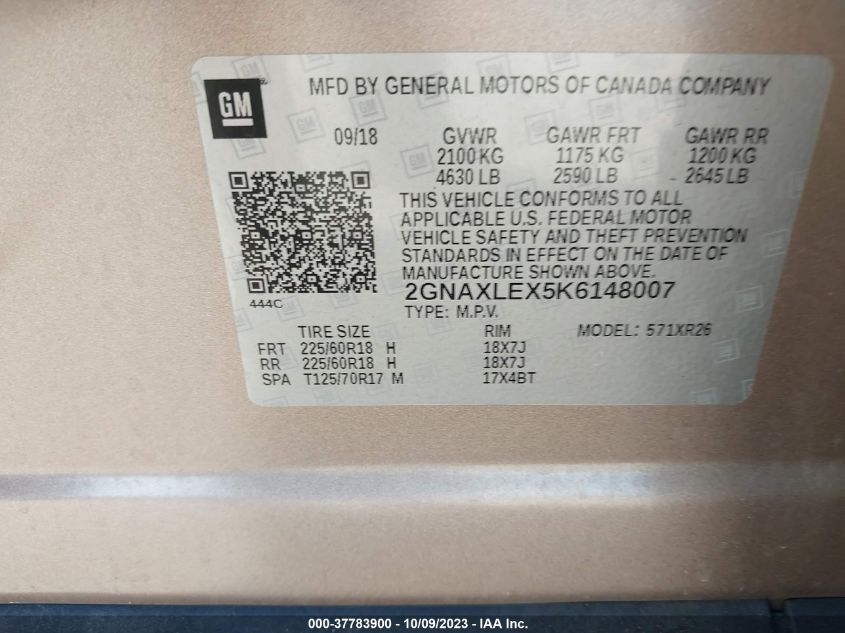 GM
MFD BY GENERAL MOTORS OF CANADA COMPANY
09/18 GVWR GAWR FRT GAWR RR
2100 KG 1175 KG 1200 KG
4630 LB 2590 LB 2645 LB
THIS VEHICLE CONFORMS TO ALL
APPLICABLE U.S. FEDERAL MOTOR
VEHICLE SAFETY AND THEFT PREVENTION
STANDARDS IN EFFECT ON THE DATE OF
MANUFACTURE SHOWN ABOVE.
444C 2GNAXLEX5K6148007
TYPE: M.P.V.
TIRE SIZE RIM MODEL: 571XR26
FRT 225/60R18 H 18X7J
RR 225/60R18 H 18X7J
SPA T125/70R17 M 17X4BT
000-37783900 - 10/09/2023 - IAA Inc.